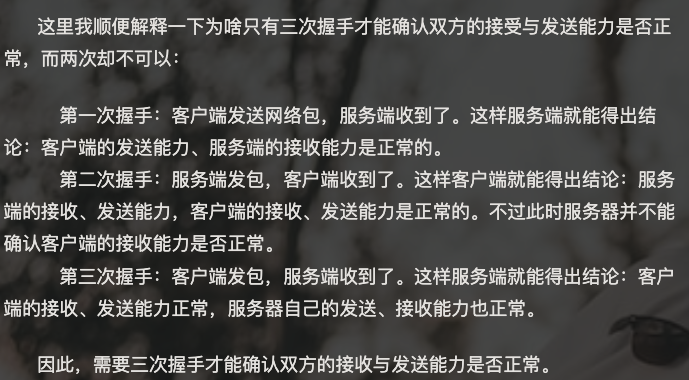 这里我顺便解释一下为啥只有三次握手才能确认双方的接受与发送能力是否正
常，而两次却不可以：
第一次握手：客户端发送网络包，服务端收到了。这样服务端就能得出结
论：客户端的发送能力、服务端的接收能力是正常的。
第二次握手：服务端发包，客户端收到了。这样客户端就能得出结论：服务
端的接收、发送能力，客户端的接收、发送能力是正常的。不过此时服务器并不能
确认客户端的接收能力是否正常。
第三次握手：客户端发包，服务端收到了。这样服务端就能得出结论：客户
端的接收、发送能力正常，服务器自己的发送、接收能力也正常。
因此，需要三次握手才能确认双方的接收与发送能力是否正常。